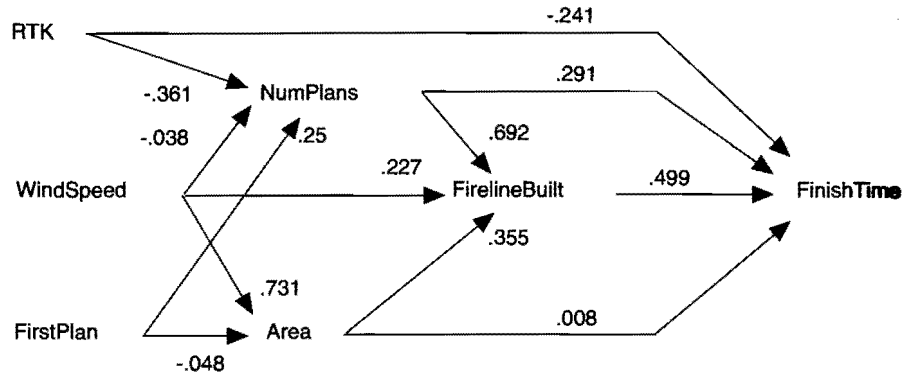 -.241
RTK
.291
-.361
NumPlans
-.038
.25
.692
.227
WindSpeed
FirelineBuilt
.499
FinishTime
.355
.731
FirstPlan
Area
.008
-.048